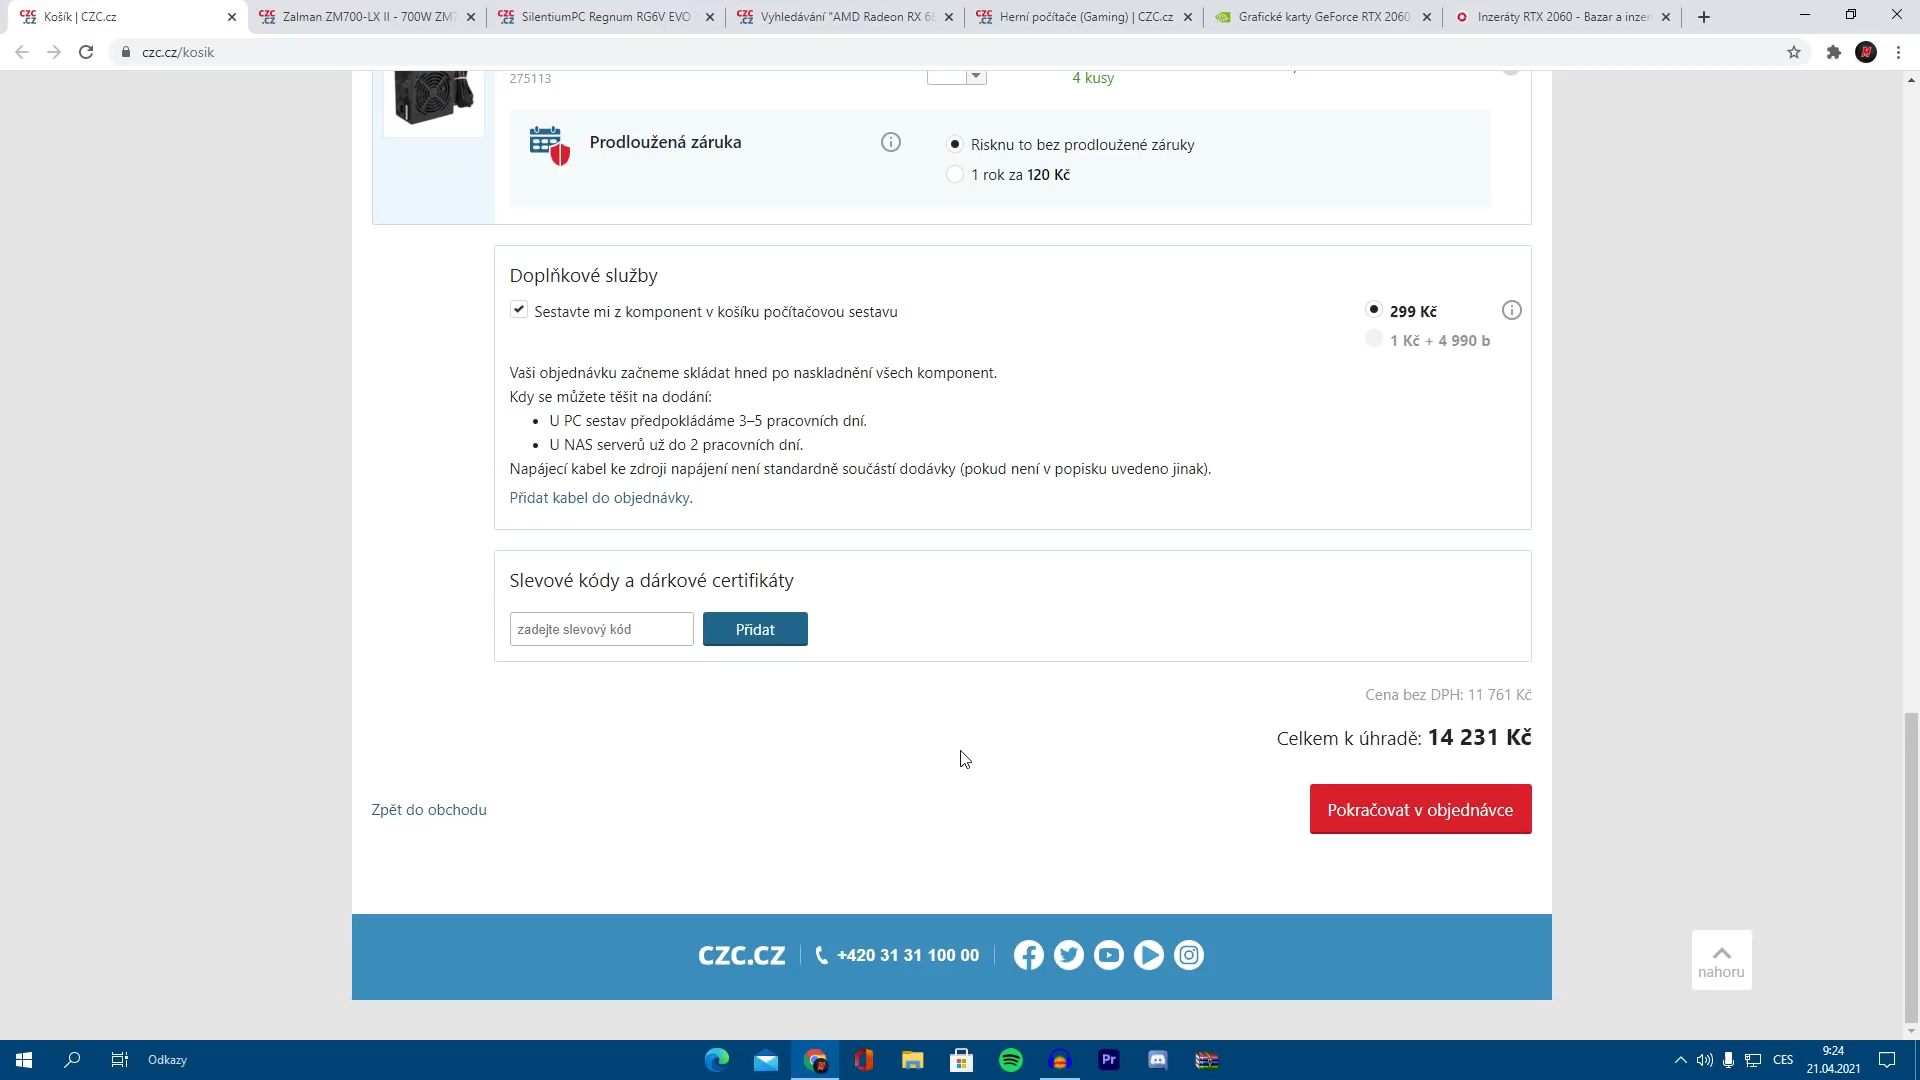 Košík | CZC.cz
Zalman ZM700-LX II - 700W ZM7
SilentiumPC Regnum RG6V EVO
Vyhledávání "AMD Radeon RX 68
Herní počítače (Gaming) | CZC.cz
Grafické karty GeForce RTX 2060
Inzeráty RTX 2060 - Bazar a inzer
czc.cz/kosik
275113
4 kusy
Prodloužená záruka
Risknu to bez prodloužené záruky
1 rok za 120 Kč
Doplňkové služby
Sestavte mi z komponent v košíku počítačovou sestavu
299 Kč
1 Kč + 4 990 b
Vaši objednávku začneme skládat hned po naskladnění všech komponent.
Kdy se můžete těšit na dodání:
• U PC sestav předpokládáme 3–5 pracovních dní.
• U NAS serverů už do 2 pracovních dní.
Napájecí kabel ke zdroji napájení není standardně součástí dodávky (pokud není v popisku uvedeno jinak).
Přidat kabel do objednávky.
Slevové kódy a dárkové certifikáty
zadejte slevový kód
Přidat
Cena bez DPH: 11 761 Kč
Celkem k úhradě: 14 231 Kč
Zpět do obchodu
Pokračovat v objednávce
CZC.CZ
+420 31 31 100 00
nahoru
Odkazy
Pr
CES
9:24
21.04.2021